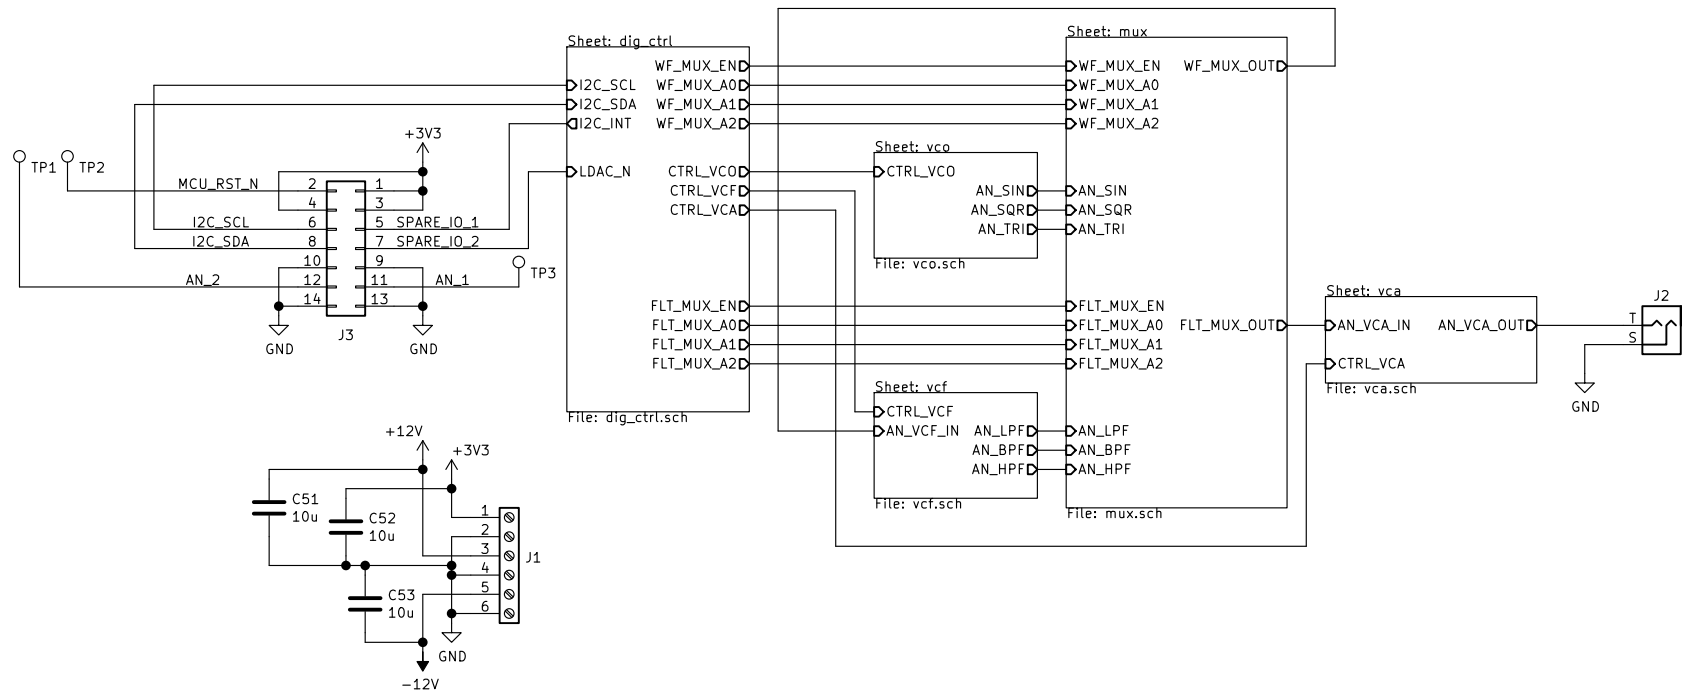 Sheet: dig_ctrl
I2C_SCL
I2C_SDA
I2C_INT
LDAC_N
WF_MUX_EN
WF_MUX_A0
WF_MUX_A1
WF_MUX_A2
CTRL_VCO
CTRL_VCF
CTRL_VCA
FLT_MUX_EN
FLT_MUX_A0
FLT_MUX_A1
FLT_MUX_A2
File: dig_ctrl.sch
Sheet: mux
WF_MUX_EN
WF_MUX_OUT
WF_MUX_A0
WF_MUX_A1
WF_MUX_A2
AN_SIN
AN_SQR
AN_TRI
FLT_MUX_EN
FLT_MUX_A0
FLT_MUX_OUT
FLT_MUX_A1
FLT_MUX_A2
AN_LPF
AN_BPF
AN_HPF
File: mux.sch
Sheet: vco
CTRL_VCO
AN_SIN
AN_SQR
AN_TRI
File: vco.sch
Sheet: vcf
CTRL_VCF
AN_VCF_IN
AN_LPF
AN_BPF
AN_HPF
File: vcf.sch
Sheet: vca
AN_VCA_IN
AN_VCA_OUT
CTRL_VCA
File: vca.sch
J2
T
S
GND
TP1
TP2
+3V3
MCU_RST_N
2
1
4
3
I2C_SCL
6
5
SPARE_IO_1
I2C_SDA
8
7
SPARE_IO_2
10
9
AN_2
12
11
AN_1
TP3
14
13
J3
GND
GND
+12V
+3V3
C51
10u
C52
10u
C53
10u
1
2
3
4
5
6
J1
GND
-12V